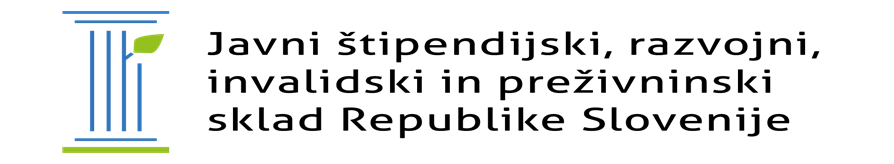 Javni štipendijski, razvojni,
invalidski in preživninski
sklad Republike Slovenije